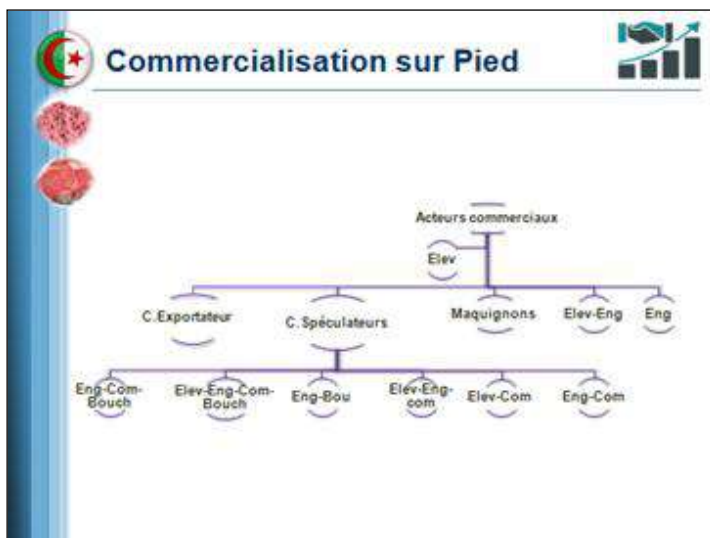 Commercialisation sur Pied
Acteurs commerciaux
Elev
C.Exportateur
C.Spéculateurs
Maquignons
Elev-Eng
Eng
Eng-Com-
Bouch
Elev-Eng-Com-
Bouch
Eng-Bou
Elev-Eng-
com
Elev-Com
Eng-Com